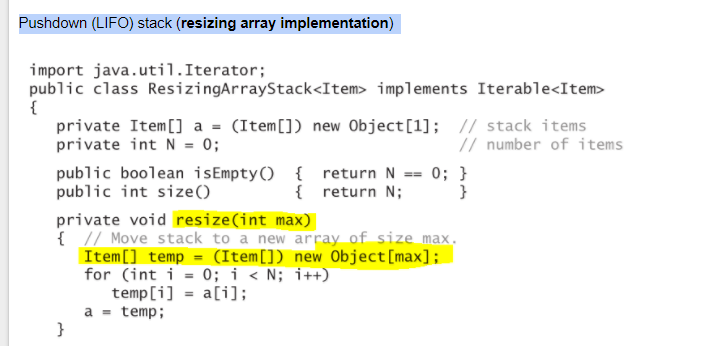 Pushdown (LIFO) stack (resizing array implementation)
import java.util.Iterator;
public class ResizingArrayStack<Item> implements Iterable<Item>
{
private Item[] a = (Item[]) new Object[1]; // stack items
private int N = 0; // number of items
public boolean isEmpty() { return N == 0; }
public int size() { return N; }
private void resize(int max)
{ // Move stack to a new array of size max.
Item[] temp = (Item[]) new Object[max];
for (int i = 0; i < N; i++)
temp[i] = a[i];
a = temp;
}